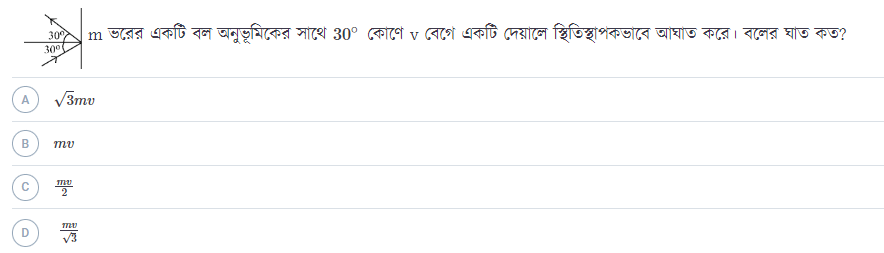 30°
30°
m ভরের একটি বল অনুভূমিকের সাথে 30° কোণে v বেগে একটি দেয়ালে স্থিতিস্থাপকভাবে আঘাত করে। বলের ঘাত কত?
A √3mv
B mv
C mv/2
D mv/√3